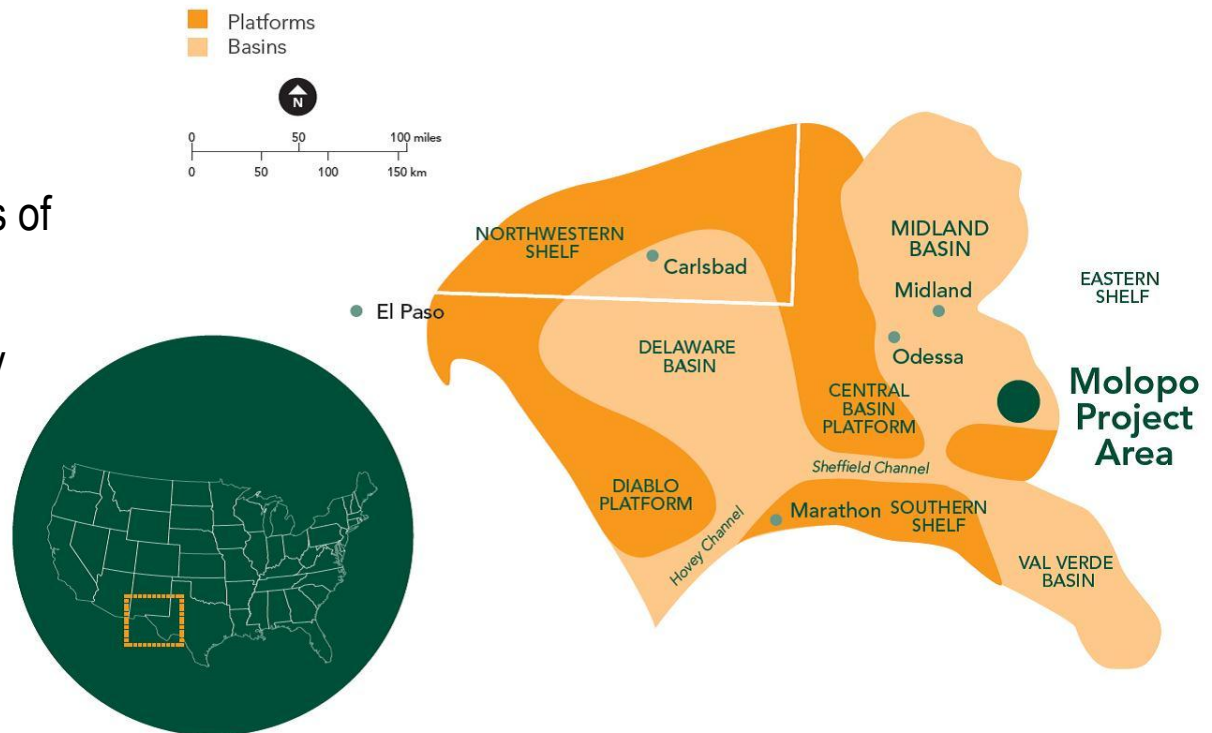 Platforms
Basins
N
0 50 100 miles
0 50 100 150 km
s of
NORTHWESTERN
SHELF
Carlsbad
MIDLAND
BASIN
EASTERN
SHELF
Midland
El Paso
DELAWARE
BASIN
Odessa
CENTRAL
BASIN
PLATFORM
Molopo
Project
Area
Sheffield Channel
DIABLO
PLATFORM
Marathon
SOUTHERN
SHELF
Hovey Channel
VAL VERDE
BASIN